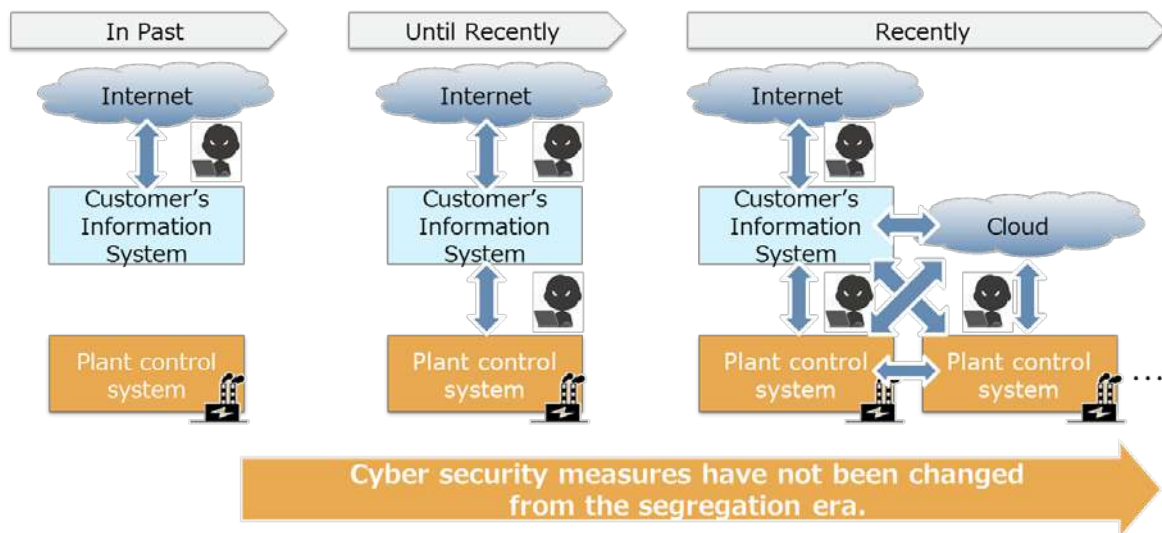 In Past
Until Recently
Recently
Internet
Internet
Internet
Customer's
Information
System
Customer's
Information
System
Customer's
Information
System
Cloud
Plant control
system
Plant control
system
Plant control
system
Plant control
system
...
Cyber security measures have not been changed
from the segregation era.